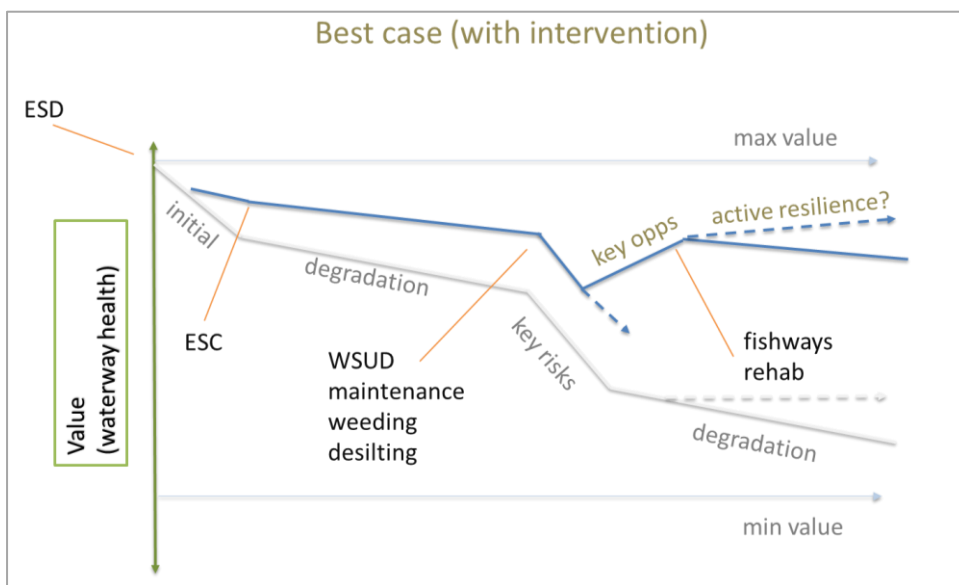 Best case (with intervention)
ESD
max value
initial
key opps
active resilience?
degradation
ESC
key risks
WSUD
maintenance
weeding
desilting
fishways
rehab
degradation
Value
(waterway health)
min value